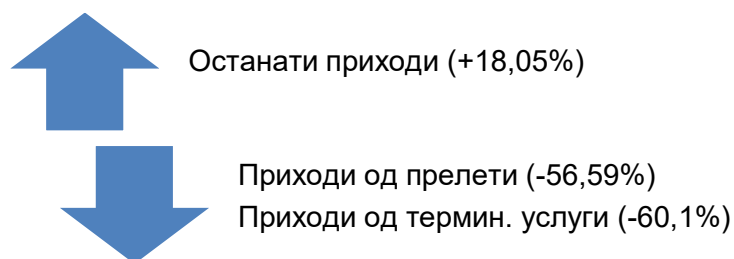 Останати приходи (+18,05%)
Приходи од прелети (-56,59%)
Приходи од термин. услуги (-60,1%)